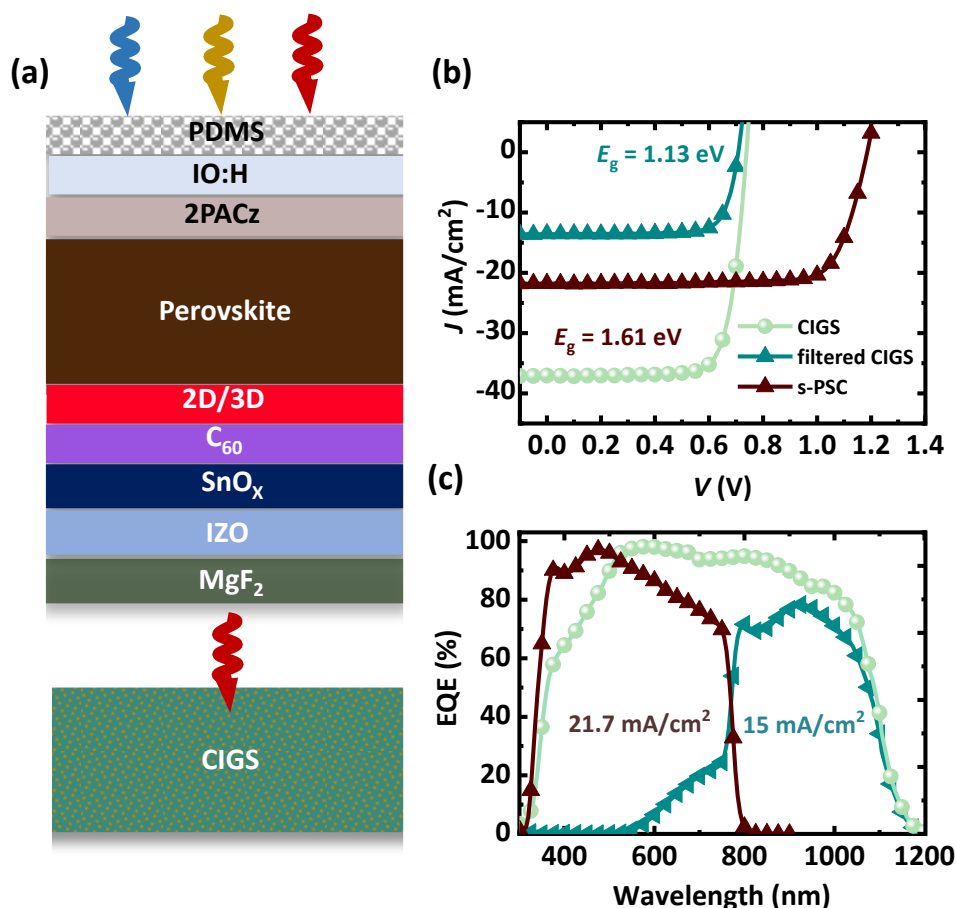 (a)
PDMS
IO:H
2PACz
Perovskite
2D/3D
C60
SnOX
IZO
MgF2
CIGS
(b)
0
-10
-20
-30
-40
J (mA/cm2)
Eg = 1.13 eV
Eg = 1.61 eV
CIGS
filtered CIGS
s-PSC
0.0 0.2 0.4 0.6 0.8 1.0 1.2 1.4
V (V)
(c)
100
80
60
40
20
0
EQE (%)
21.7 mA/cm2
15 mA/cm2
400 600 800 1000 1200
Wavelength (nm)